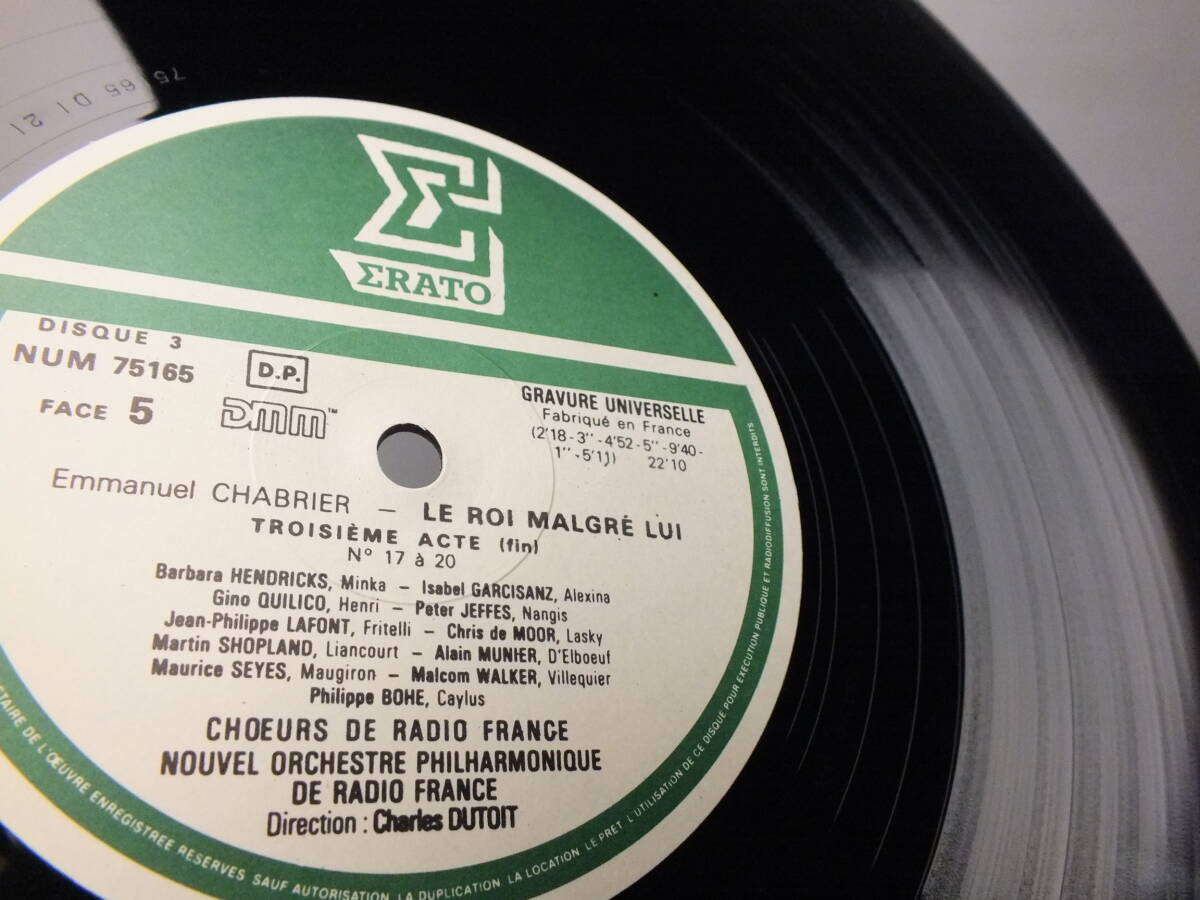 75 65 D1 21
ΣRATO
DISQUE 3
NUM 75165
D.P.
FACE 5
DMM™
GRAVURE UNIVERSELLE
Fabriqué en France
(2'18 - 3'' - 4'52 - 5'' - 9'40 -
1'' - 5'11) 22'10
Emmanuel CHABRIER – LE ROI MALGRÉ LUI
TROISIÈME ACTE (fin)
N° 17 à 20
Barbara HENDRICKS, Minka – Isabel GARCISANZ, Alexina
Gino QUILICO, Henri – Peter JEFFES, Nangis
Jean-Philippe LAFONT, Fritelli – Chris de MOOR, Lasky
Martin SHOPLAND, Liancourt – Alain MUNIER, D'Elboeuf
Maurice SEYES, Maugiron – Malcom WALKER, Villequier
Philippe BOHE, Caylus
CHOEURS DE RADIO FRANCE
NOUVEL ORCHESTRE PHILHARMONIQUE
DE RADIO FRANCE
Direction : Charles DUTOIT
DE L'ŒUVRE ENREGISTREE RESERVES SAUF AUTORISATION, LA DUPLICATION, LA LOCATION, LE PRET, L'UTILISATION DE CE DISQUE POUR EXECUTION PUBLIQUE ET RADIODIFFUSION SONT INTERDITS